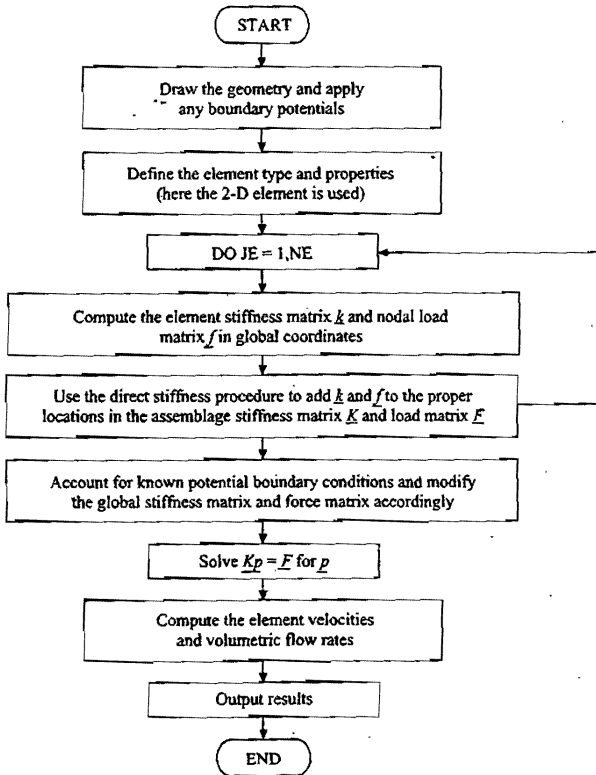 START
Draw the geometry and apply
any boundary potentials
Define the element type and properties
(here the 2-D element is used)
DO JE = 1,NE
Compute the element stiffness matrix k and nodal load
matrix f in global coordinates
Use the direct stiffness procedure to add k and f to the proper
locations in the assemblage stiffness matrix K and load matrix F
Account for known potential boundary conditions and modify
the global stiffness matrix and force matrix accordingly
Solve Kp = F for p
Compute the element velocities
and volumetric flow rates
Output results
END